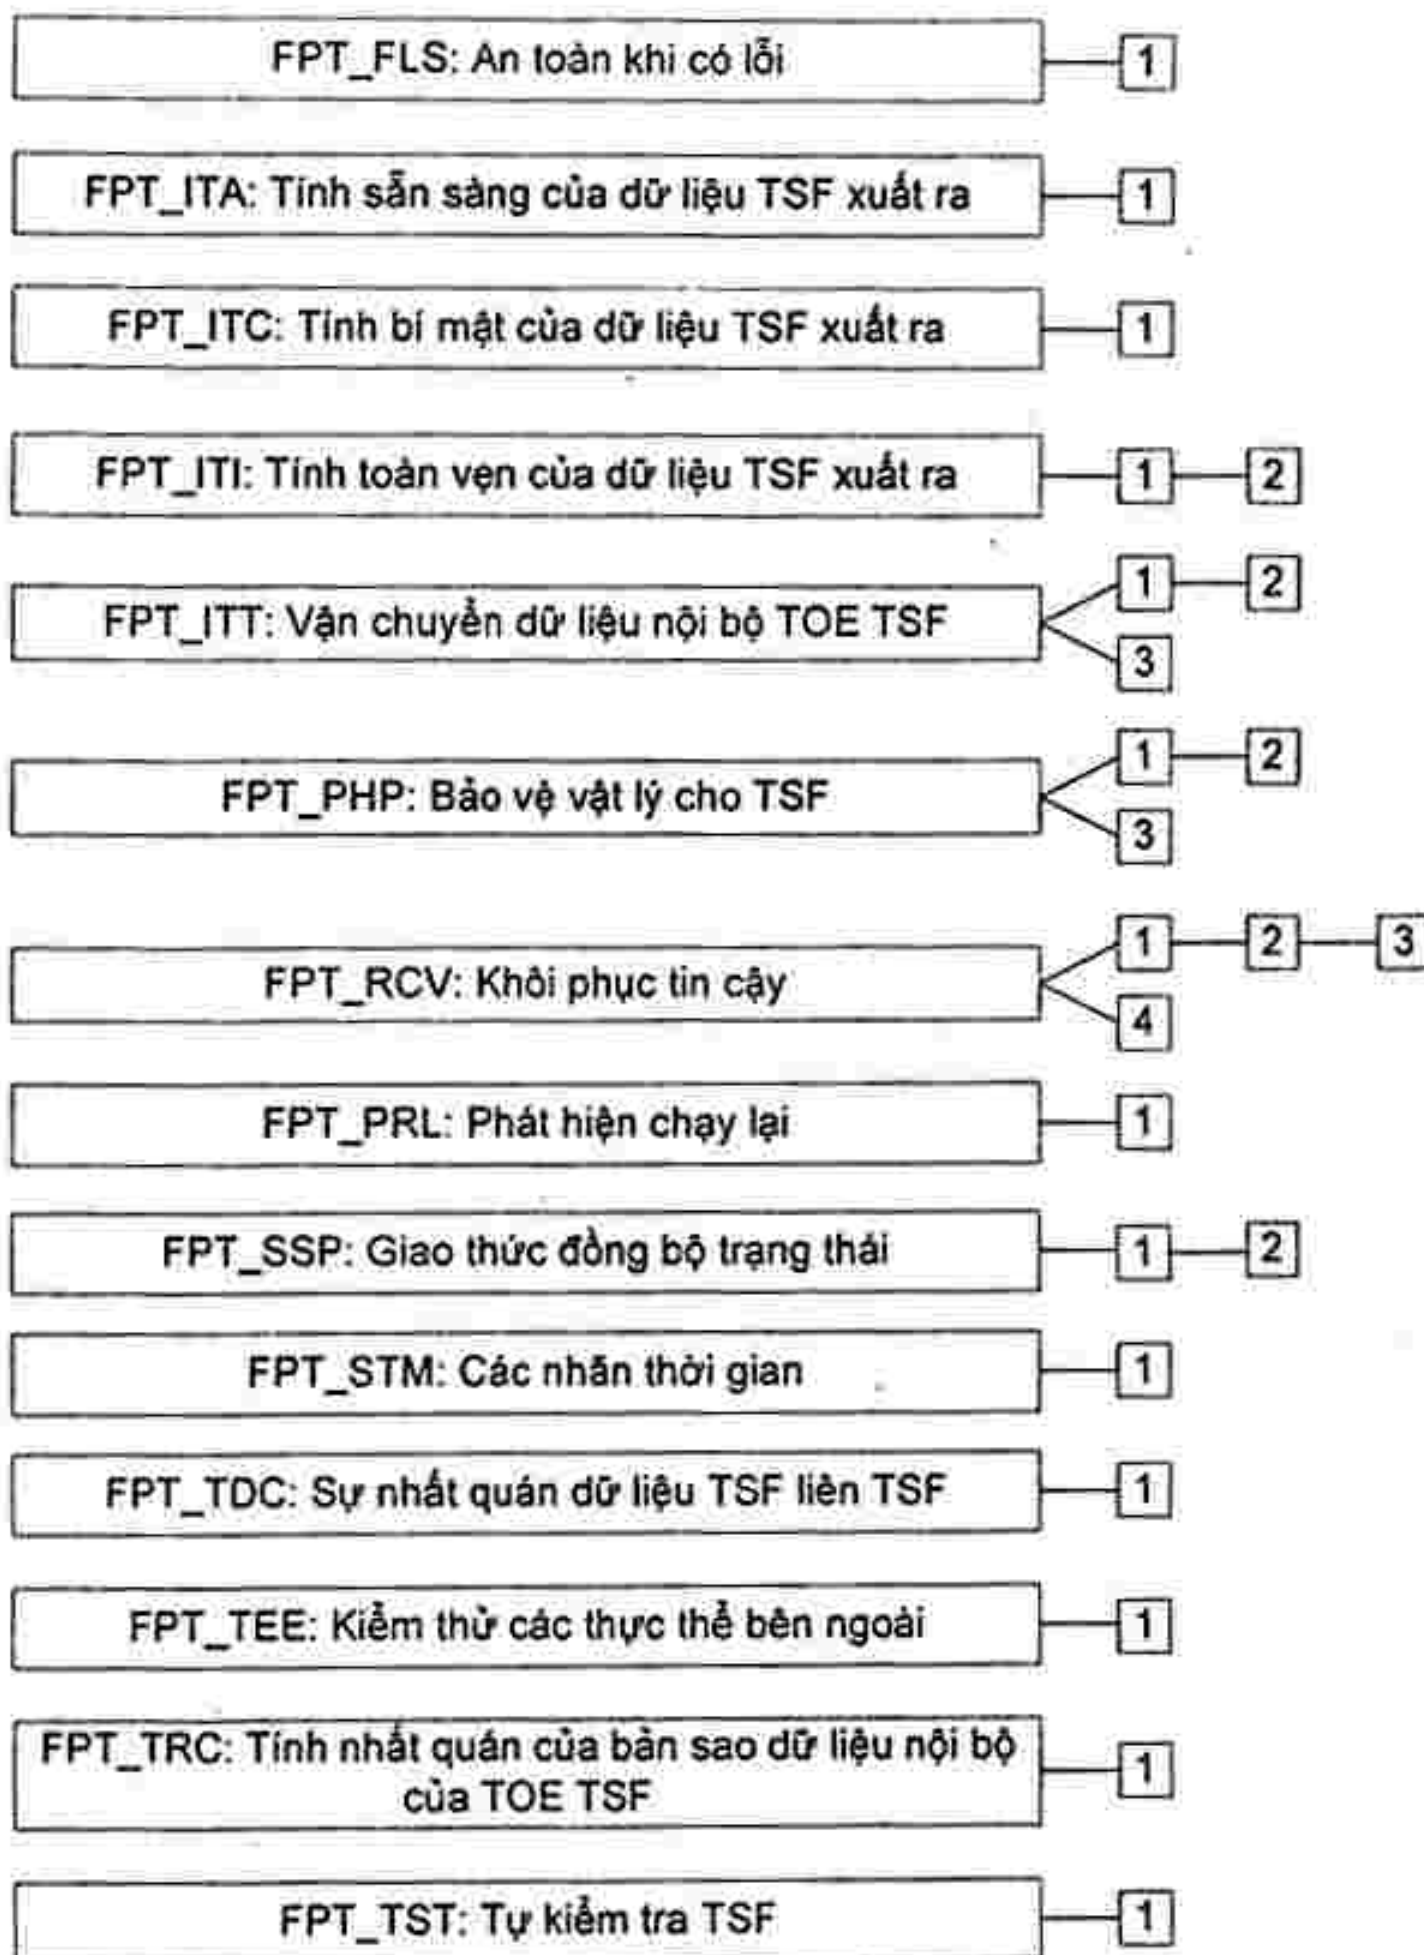 FPT_FLS: An toàn khi có lỗi 1
FPT_ITA: Tính sẵn sàng của dữ liệu TSF xuất ra 1
FPT_ITC: Tính bí mật của dữ liệu TSF xuất ra 1
FPT_ITI: Tính toàn vẹn của dữ liệu TSF xuất ra 1 2
1 2
FPT_ITT: Vận chuyển dữ liệu nội bộ TOE TSF
3
1 2
FPT_PHP: Bảo vệ vật lý cho TSF
3
1 2 3
FPT_RCV: Khôi phục tin cậy
4
FPT_PRL: Phát hiện chạy lại 1
FPT_SSP: Giao thức đồng bộ trạng thái 1 2
FPT_STM: Các nhãn thời gian 1
FPT_TDC: Sự nhất quán dữ liệu TSF liên TSF 1
FPT_TEE: Kiểm thử các thực thể bên ngoài 1
FPT_TRC: Tính nhất quán của bản sao dữ liệu nội bộ
của TOE TSF 1
FPT_TST: Tự kiểm tra TSF 1